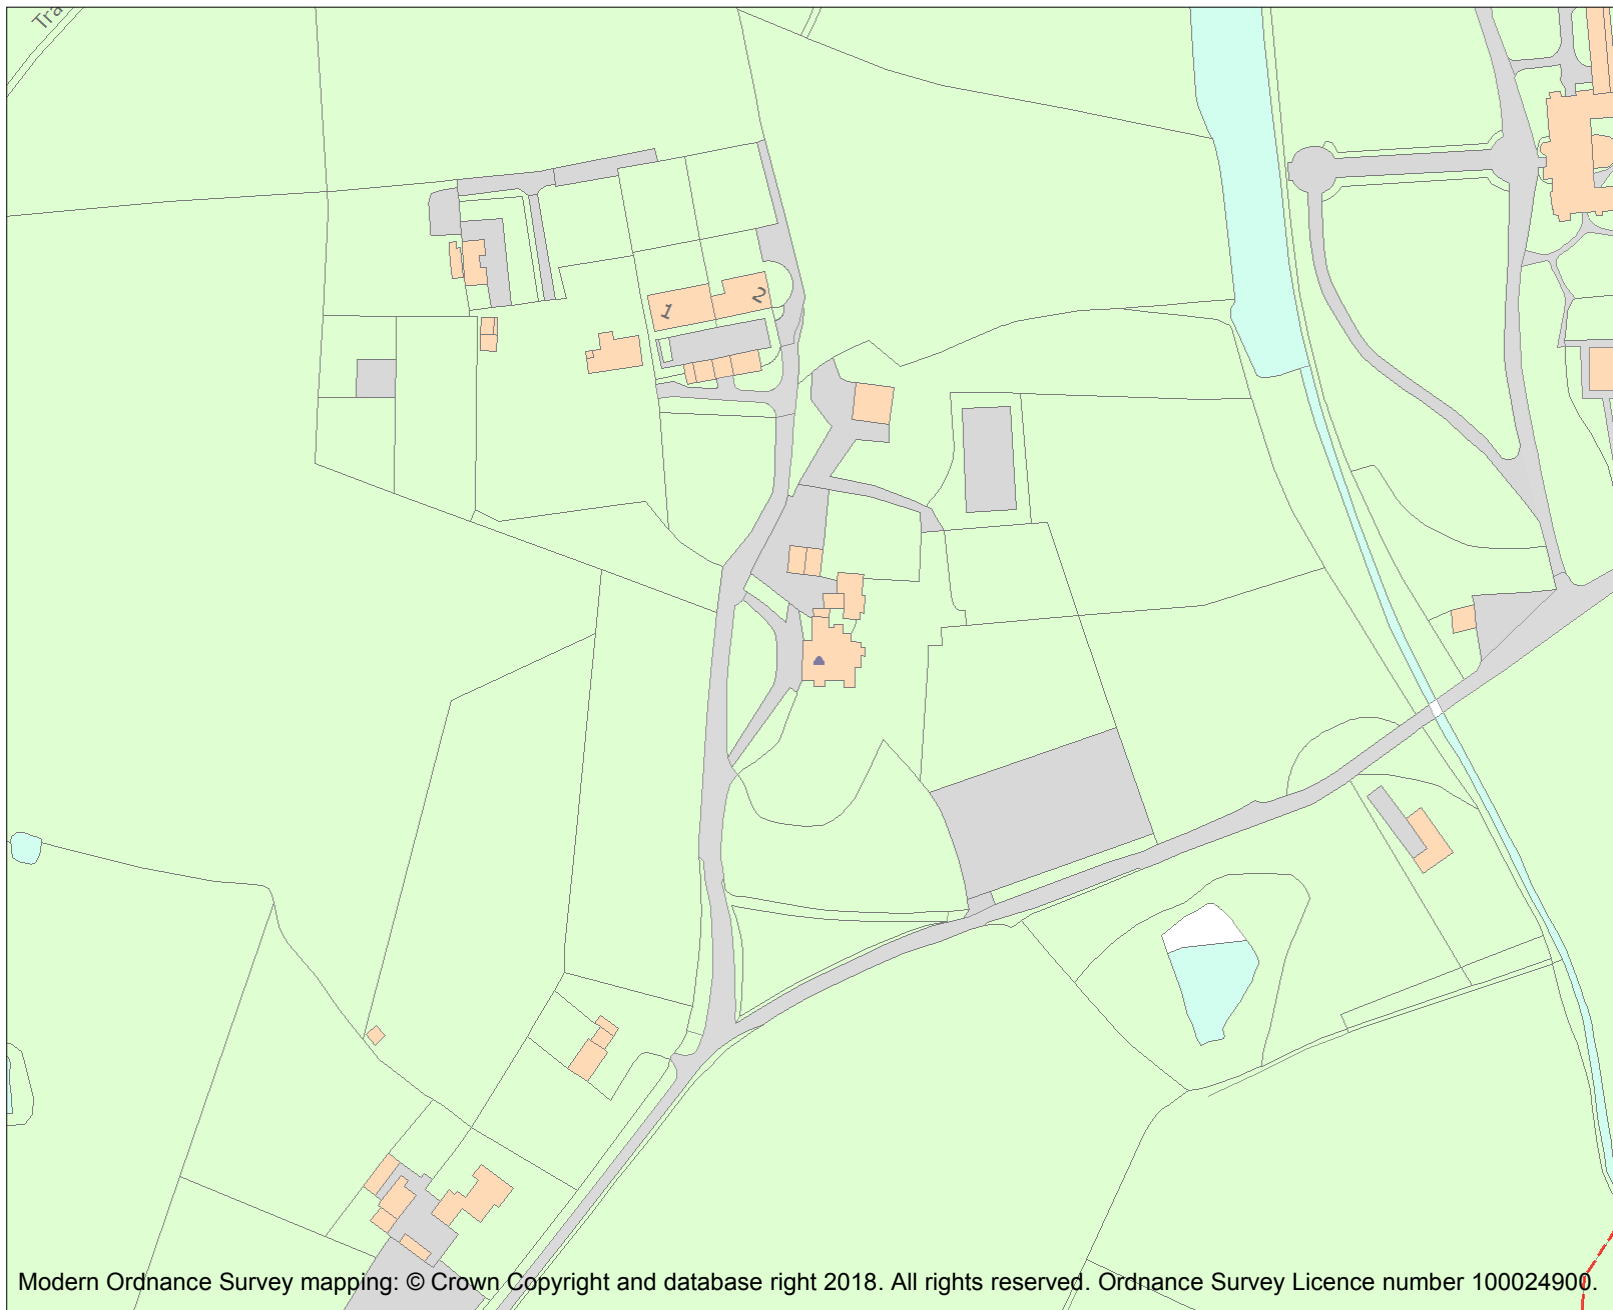 Tra
1
2
Modern Ordnance Survey mapping: © Crown Copyright and database right 2018. All rights reserved. Ordnance Survey Licence number 100024900.